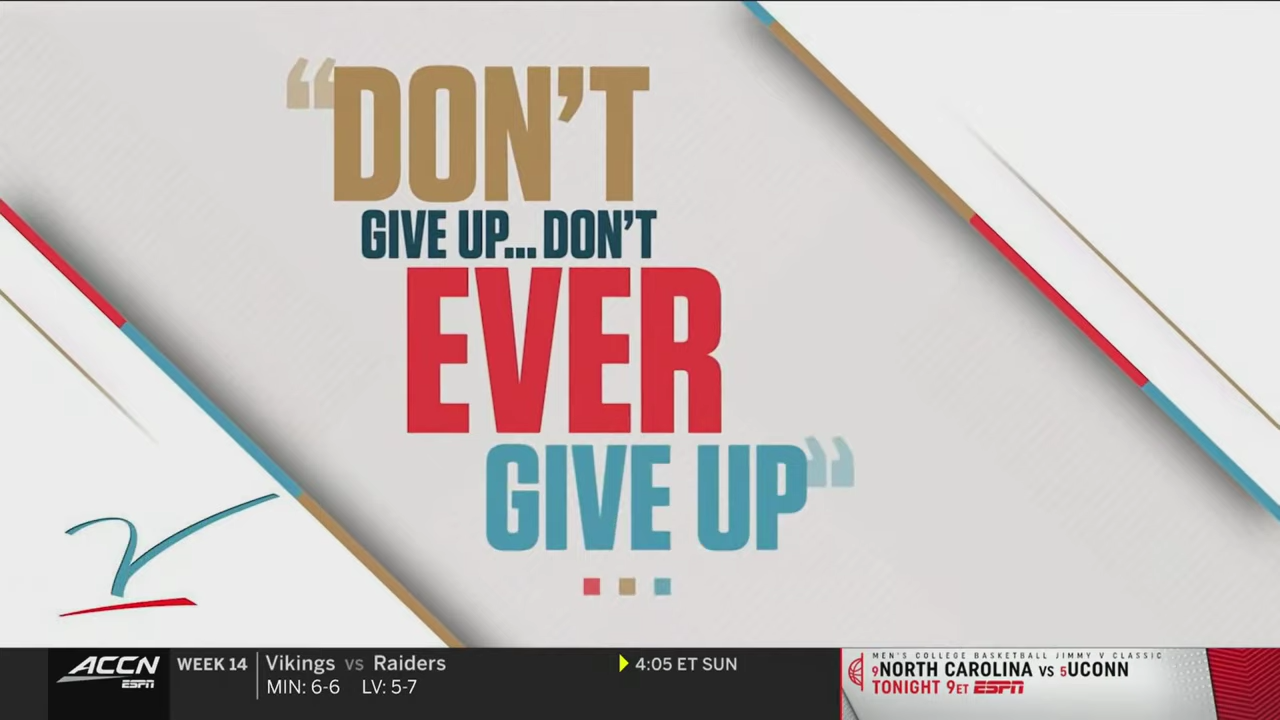 “DON’T
GIVE UP... DON’T
EVER
GIVE UP”
V
ACCN
ESPN
WEEK 14
Vikings vs Raiders
MIN: 6-6 LV: 5-7
4:05 ET SUN
MEN'S COLLEGE BASKETBALL JIMMY V CLASSIC
9NORTH CAROLINA VS 5UCONN
TONIGHT 9ET ESPN